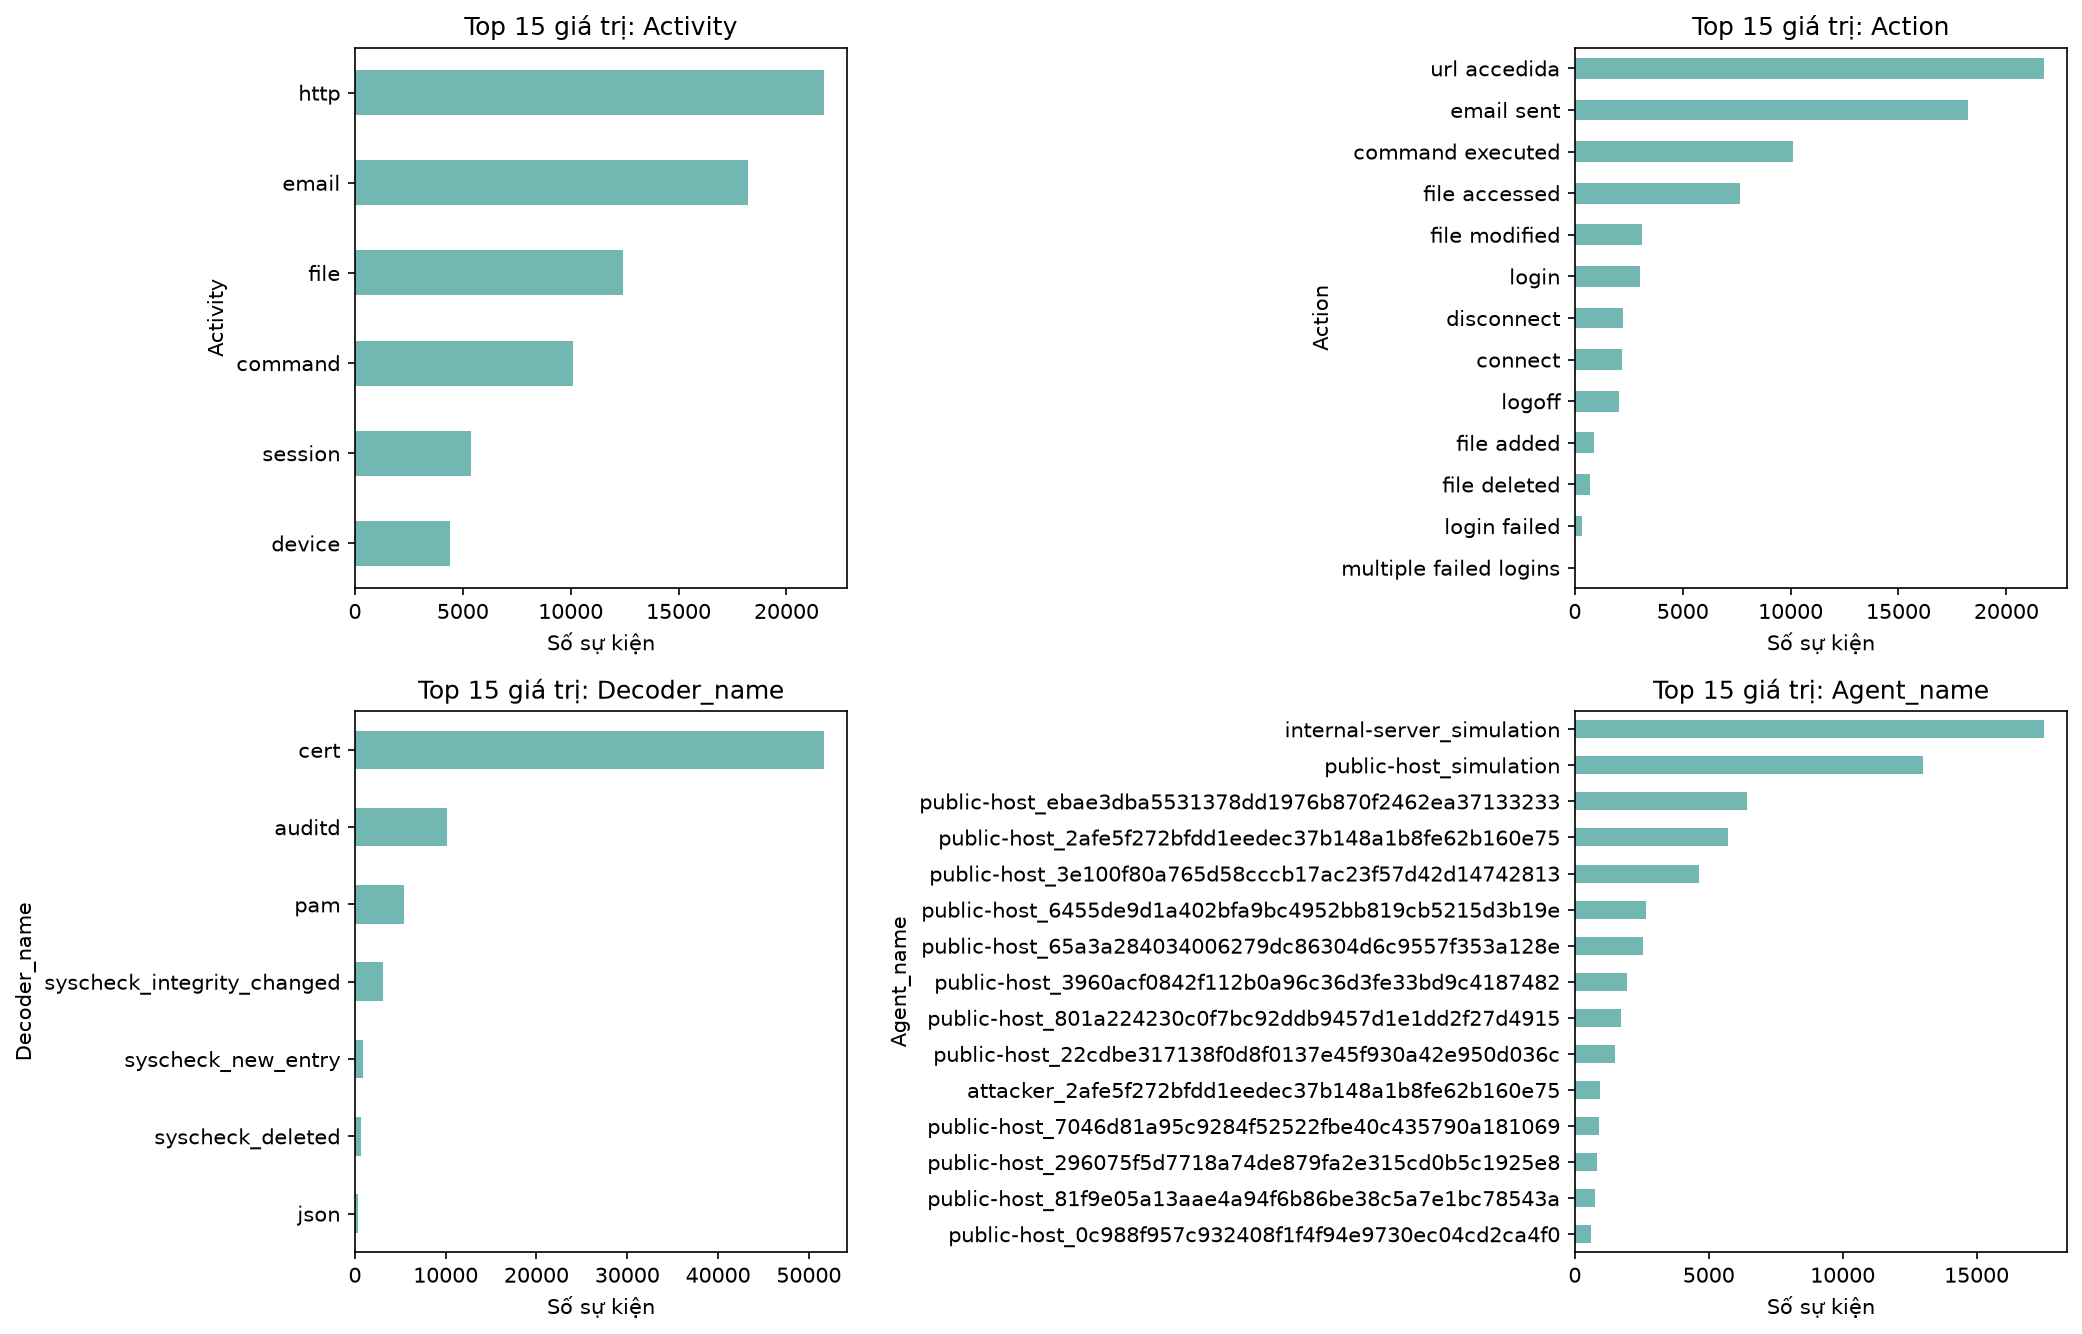 Top 15 giá trị: Activity
http
email
file
command
session
device
Activity
0 5000 10000 15000 20000
Số sự kiện
Top 15 giá trị: Action
url accedida
email sent
command executed
file accessed
file modified
login
disconnect
connect
logoff
file added
file deleted
login failed
multiple failed logins
Action
0 5000 10000 15000 20000
Số sự kiện
Top 15 giá trị: Decoder_name
cert
auditd
pam
syscheck_integrity_changed
syscheck_new_entry
syscheck_deleted
json
Decoder_name
0 10000 20000 30000 40000 50000
Số sự kiện
Top 15 giá trị: Agent_name
internal-server_simulation
public-host_simulation
public-host_ebae3dba5531378dd1976b870f2462ea37133233
public-host_2afe5f272bfdd1eedec37b148a1b8fe62b160e75
public-host_3e100f80a765d58cccb17ac23f57d42d14742813
public-host_6455de9d1a402bfa9bc4952bb819cb5215d3b19e
public-host_65a3a284034006279dc86304d6c9557f353a128e
public-host_3960acf0842f112b0a96c36d3fe33bd9c4187482
public-host_801a224230c0f7bc92ddb9457d1e1dd2f27d4915
public-host_22cdbe317138f0d8f0137e45f930a42e950d036c
attacker_2afe5f272bfdd1eedec37b148a1b8fe62b160e75
public-host_7046d81a95c9284f52522fbe40c435790a181069
public-host_296075f5d7718a74de879fa2e315cd0b5c1925e8
public-host_81f9e05a13aae4a94f6b86be38c5a7e1bc78543a
public-host_0c988f957c932408f1f4f94e9730ec04cd2ca4f0
Agent_name
0 5000 10000 15000
Số sự kiện